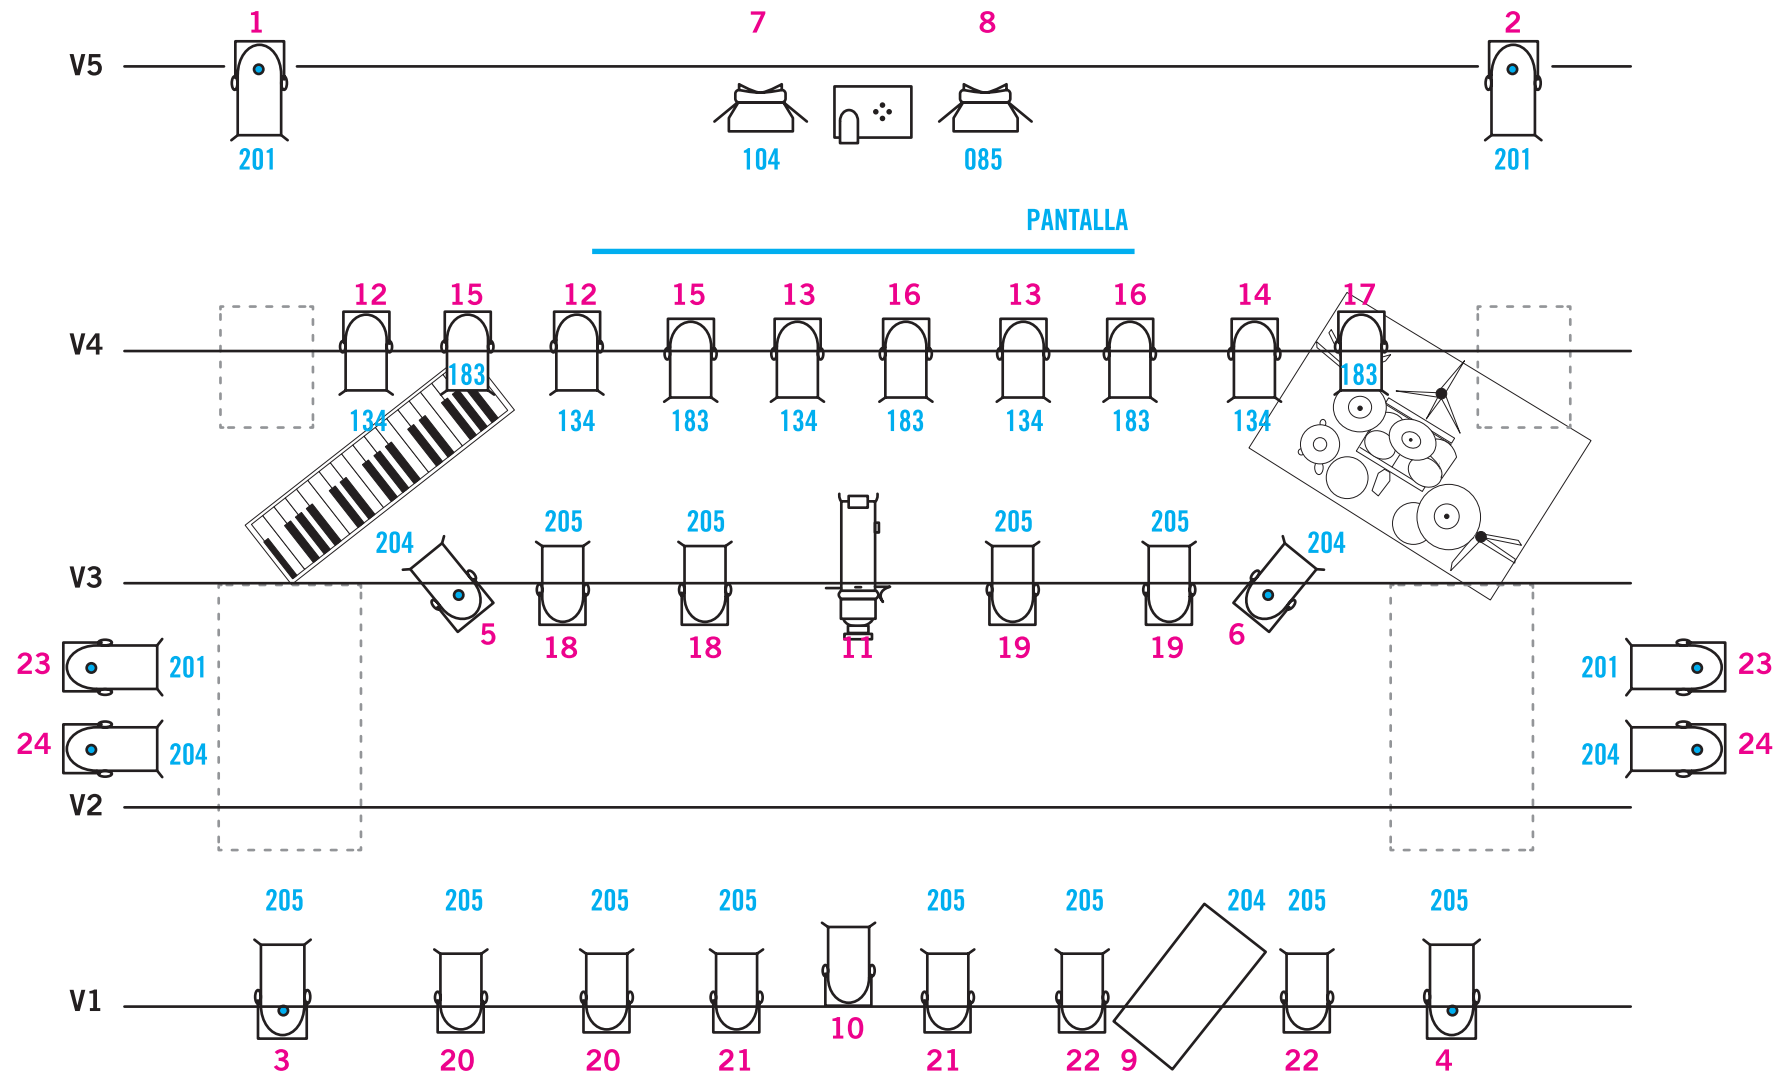 1 7 8 2
V5
201 104 085 201
PANTALLA
12 15 12 15 13 16 13 16 14 17
V4
183 183
134 134 183 134 183 134 183 134
204 205 205 205 205 204
V3
5 18 18 11 19 19 6
23 201 201 23
24 204 204 24
V2
205 205 205 205 205 205 204 205 205
V1
10
3 20 20 21 21 22 9 22 4